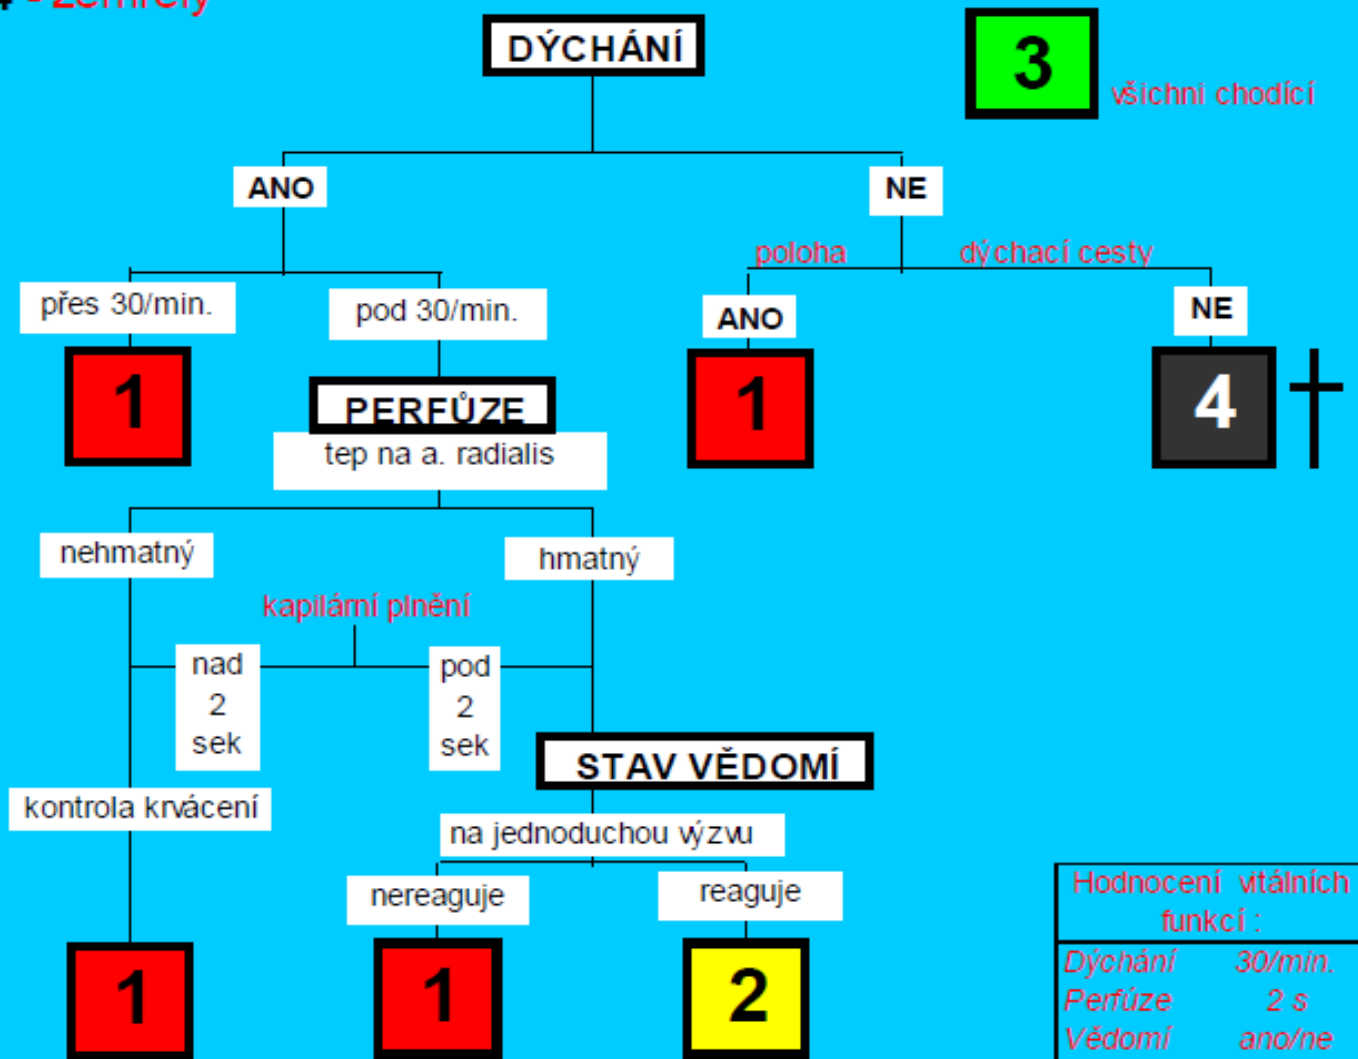 4 - zemřelý
DÝCHÁNÍ
3
všichni chodící
ANO
NE
poloha
dýchací cesty
přes 30/min.
pod 30/min.
ANO
NE
1
PERFŮZE
1
4
tep na a. radialis
nehmatný
hmatný
kapilární plnění
nad
2
sek
pod
2
sek
STAV VĚDOMÍ
kontrola krvácení
na jednoduchou výzvu
nereaguje
reaguje
1
1
2
Hodnocení vitálních
funkcí :
Dýchání 30/min.
Perfúze 2 s
Vědomí ano/ne